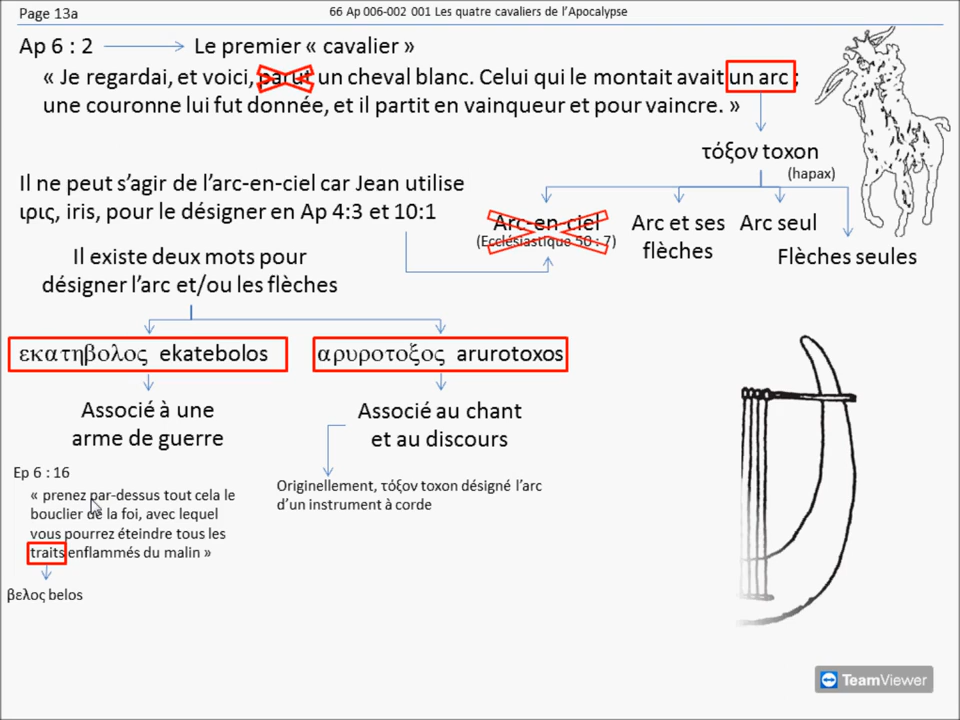 Page 13a
66 Ap 006-002 001 Les quatre cavaliers de l'Apocalypse
Ap 6 : 2
Le premier « cavalier »
« Je regardai, et voici, parut un cheval blanc. Celui qui le montait avait un arc ;
une couronne lui fut donnée, et il partit en vainqueur et pour vaincre. »
τόξον toxon
(hapax)
Il ne peut s'agir de l'arc-en-ciel car Jean utilise
ιρις, iris, pour le désigner en Ap 4:3 et 10:1
Arc-en-ciel
(Ecclésiastique 50 : 7)
Arc et ses
flèches
Arc seul
Flèches seules
Il existe deux mots pour
désigner l'arc et/ou les flèches
εκατηβολος ekatebolos
αρυροτοξος arurotoxos
Associé à une
arme de guerre
Associé au chant
et au discours
Ep 6 : 16
« prenez par-dessus tout cela le
bouclier de la foi, avec lequel
vous pourrez éteindre tous les
traits enflammés du malin »
βελος belos
Originellement, τόξον toxon désigné l'arc
d'un instrument à corde
TeamViewer